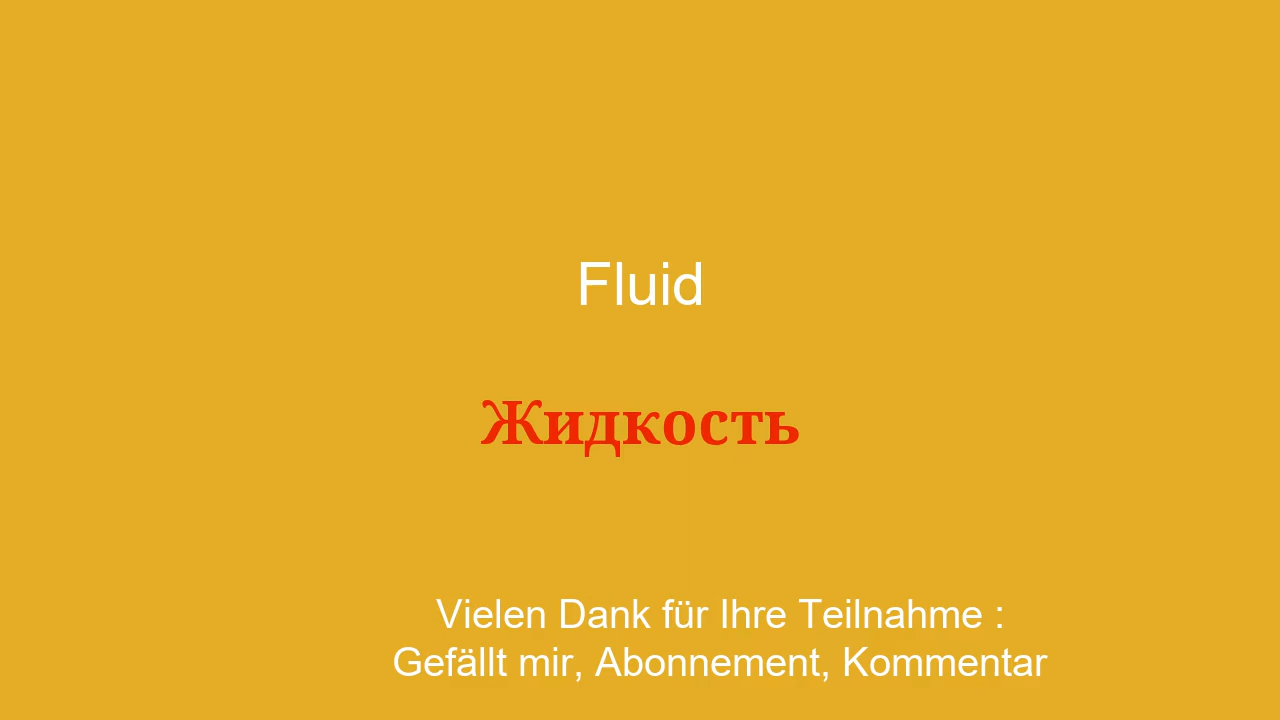 Fluid
Жидкость
Vielen Dank für Ihre Teilnahme :
Gefällt mir, Abonnement, Kommentar